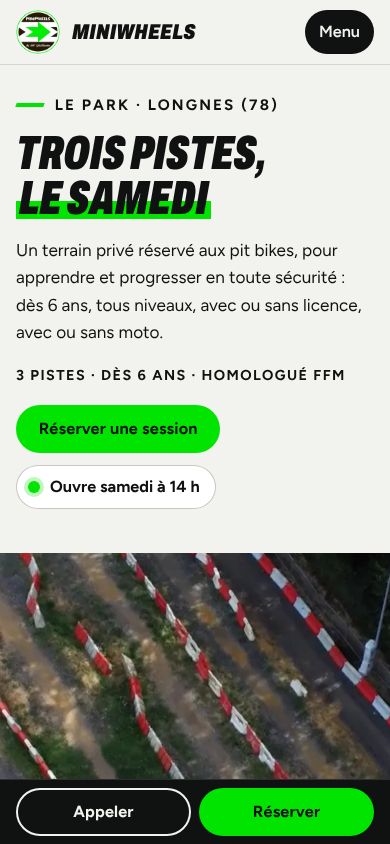 MINIWHEELS
Menu
LE PARK · LONGNES (78)
TROIS PISTES,
LE SAMEDI
Un terrain privé réservé aux pit bikes, pour
apprendre et progresser en toute sécurité :
dès 6 ans, tous niveaux, avec ou sans licence,
avec ou sans moto.
3 PISTES · DÈS 6 ANS · HOMOLOGUÉ FFM
Réserver une session
Ouvre samedi à 14 h
Appeler
Réserver